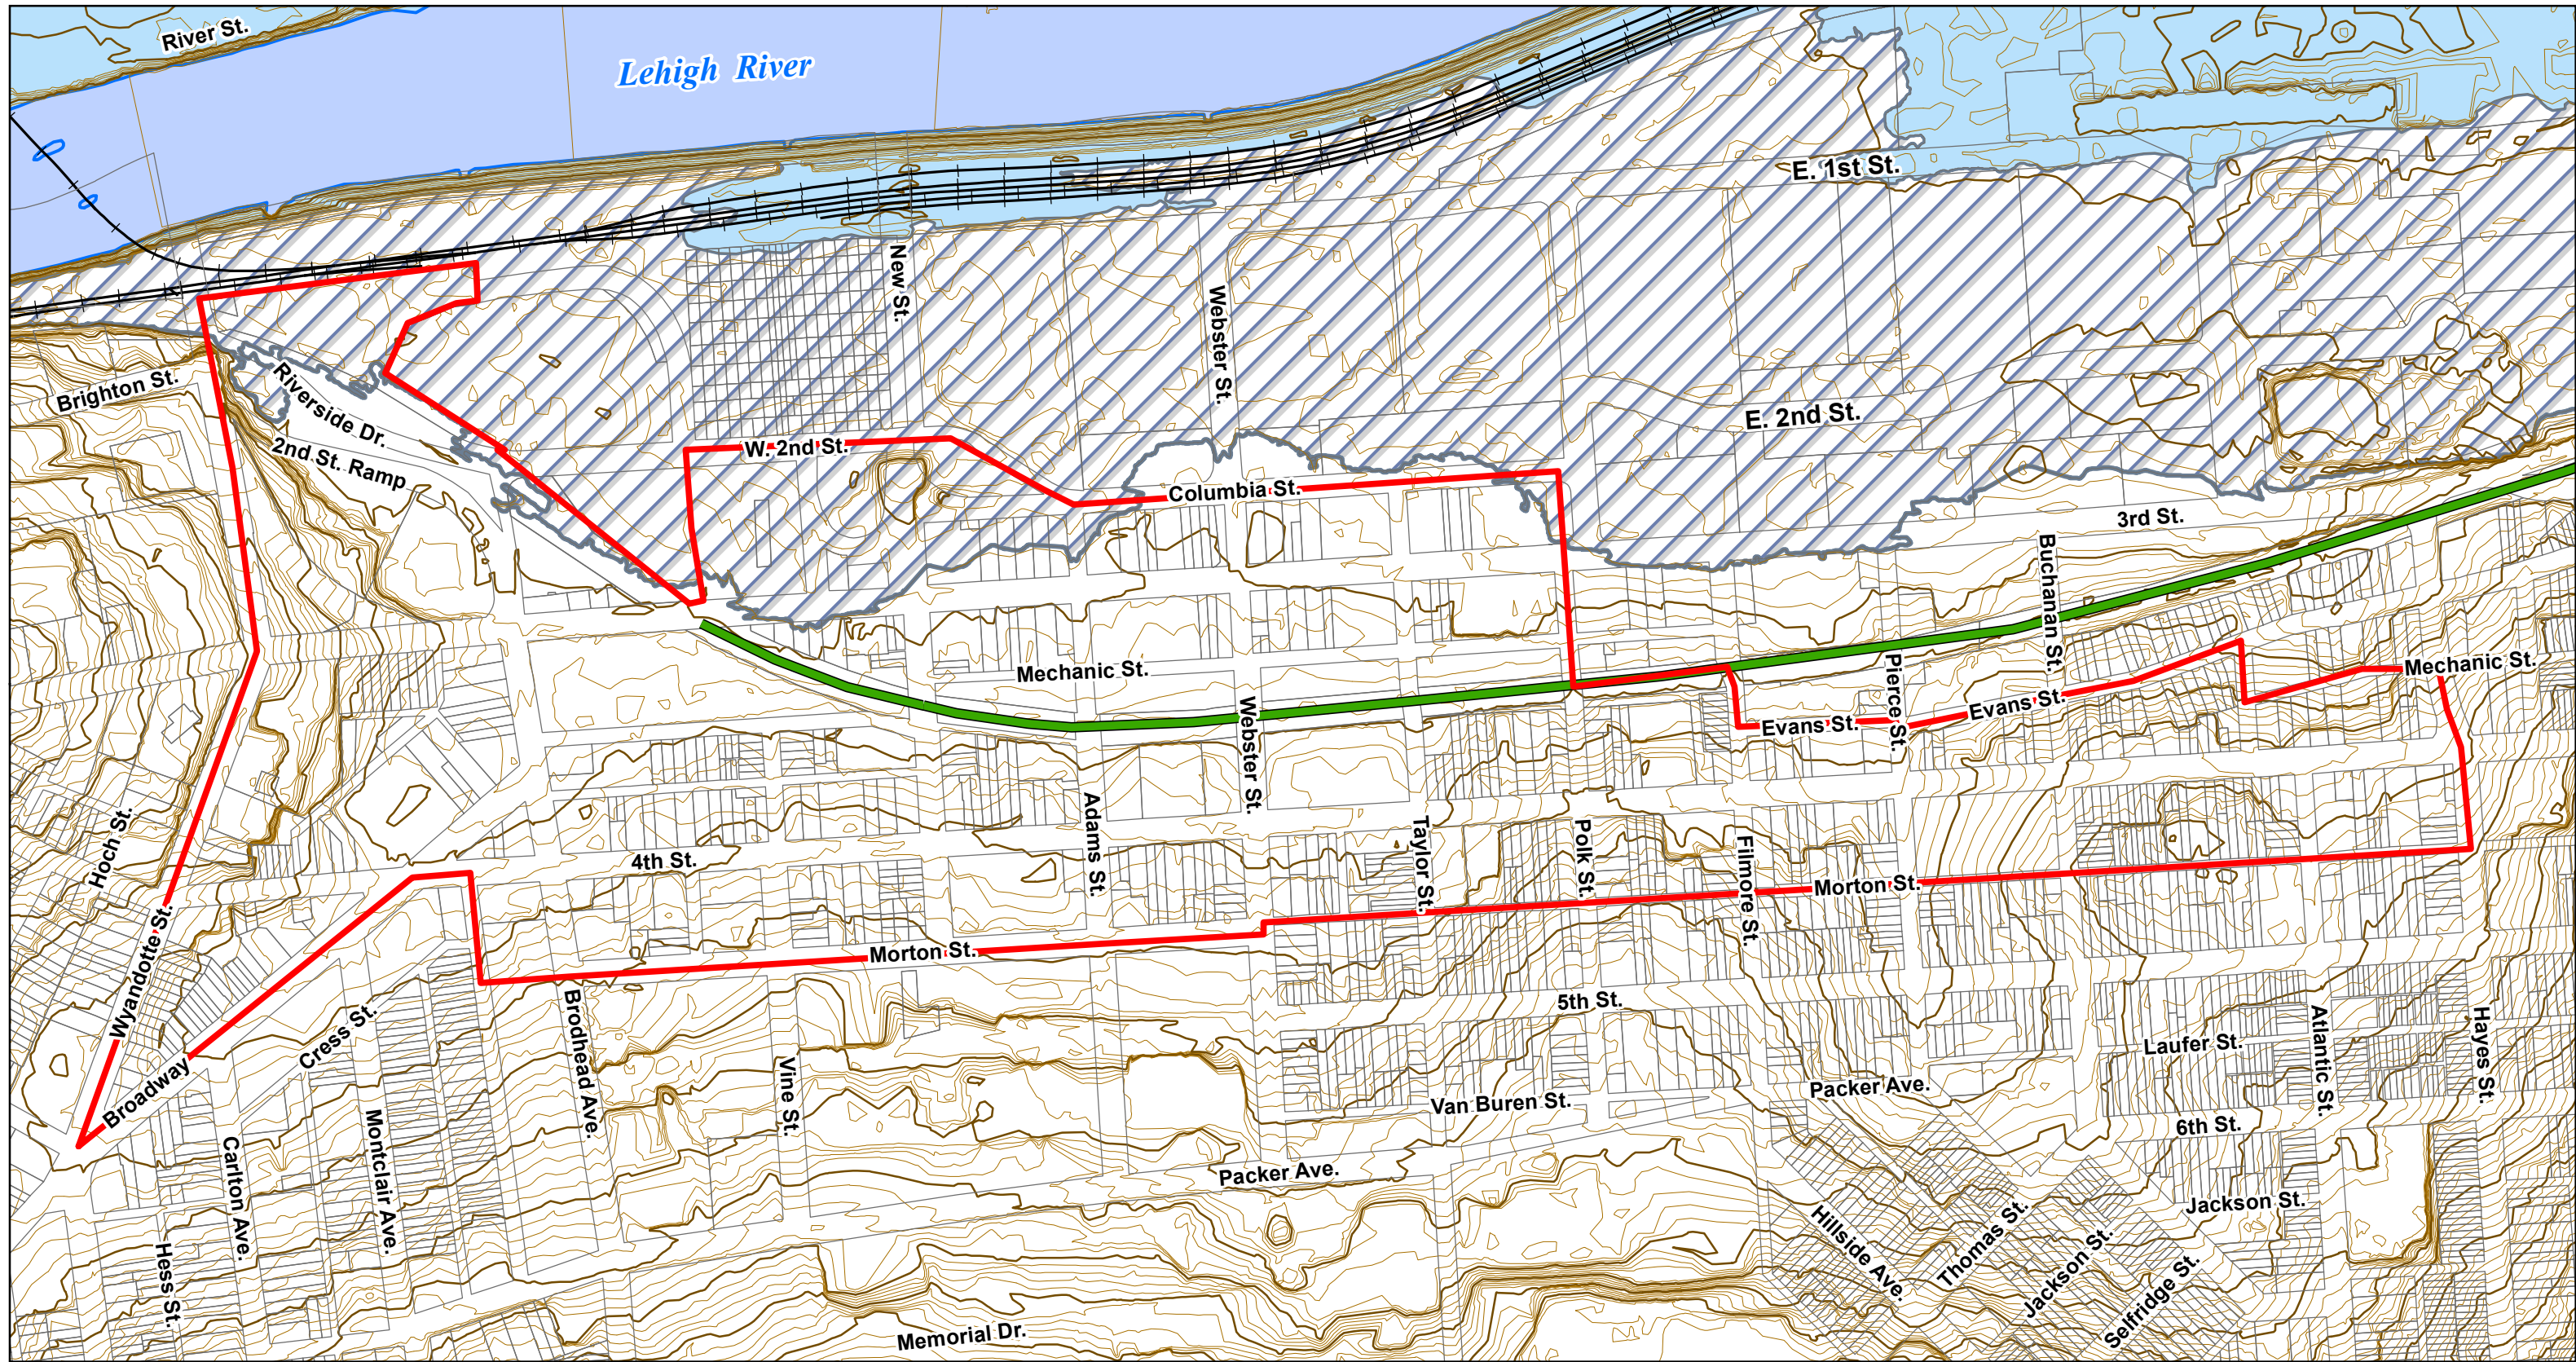 River St.
Lehigh River
E. 1st St.
New St.
Webster St.
Brighton St.
Riverside Dr.
2nd St. Ramp
W. 2nd St.
E. 2nd St.
Columbia St.
3rd St.
Buchanan St.
Mechanic St.
Mechanic St.
Pierce St.
Evans St.
Evans St.
Webster St.
Hoch St.
Adams St.
Taylor St.
Polk St.
Filmore St.
4th St.
Morton St.
Morton St.
Wyandotte St.
Broadway
Cress St.
Brodhead Ave.
Vine St.
5th St.
Laufer St.
Atlantic St.
Hayes St.
Packer Ave.
Van Buren St.
6th St.
Montclair Ave.
Carlton Ave.
Packer Ave.
Jackson St.
Hess St.
Hillside Ave.
Thomas St.
Jackson St.
Selfridge St.
Memorial Dr.